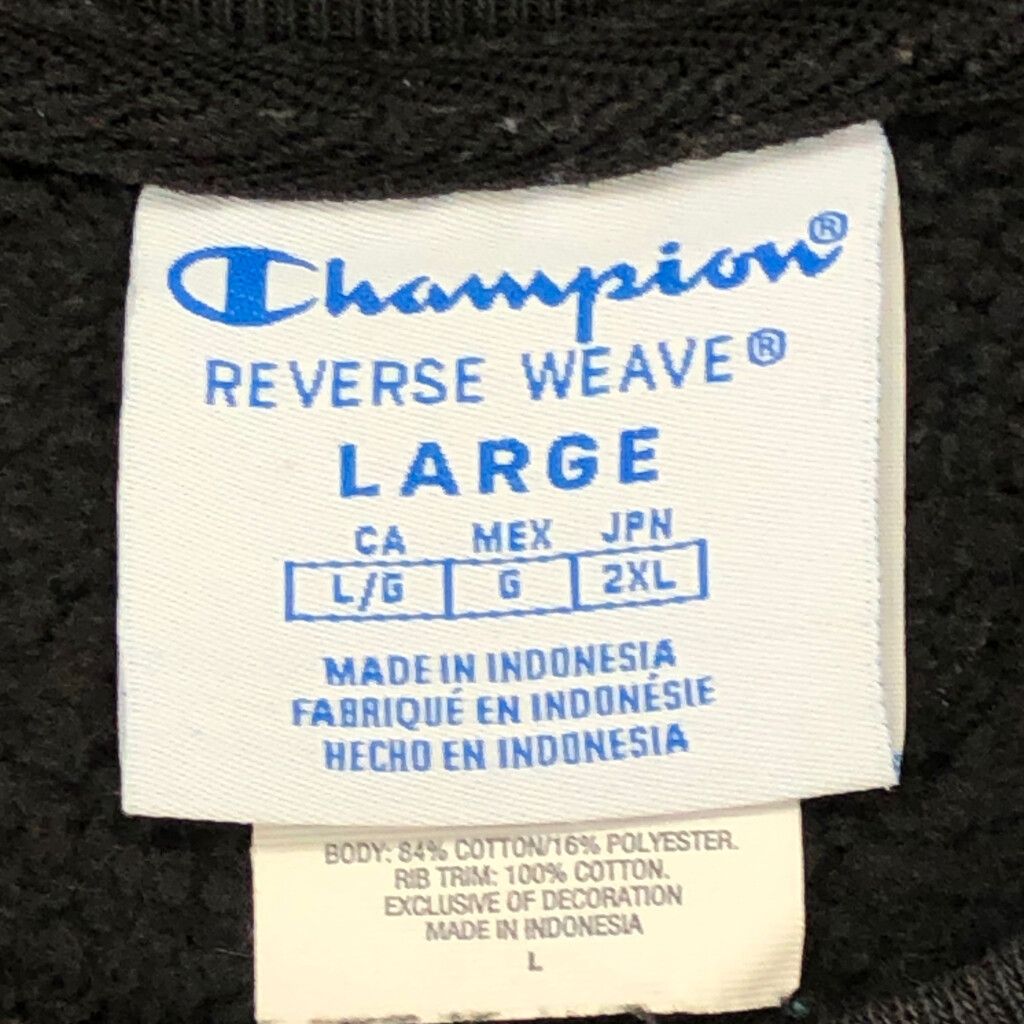 Champion®
REVERSE WEAVE®
LARGE
CA MEX JPN
L/G G 2XL
MADE IN INDONESIA
FABRIQUÉ EN INDONÉSIE
HECHO EN INDONESIA
BODY: 84% COTTON/16% POLYESTER.
RIB TRIM: 100% COTTON.
EXCLUSIVE OF DECORATION
MADE IN INDONESIA
L